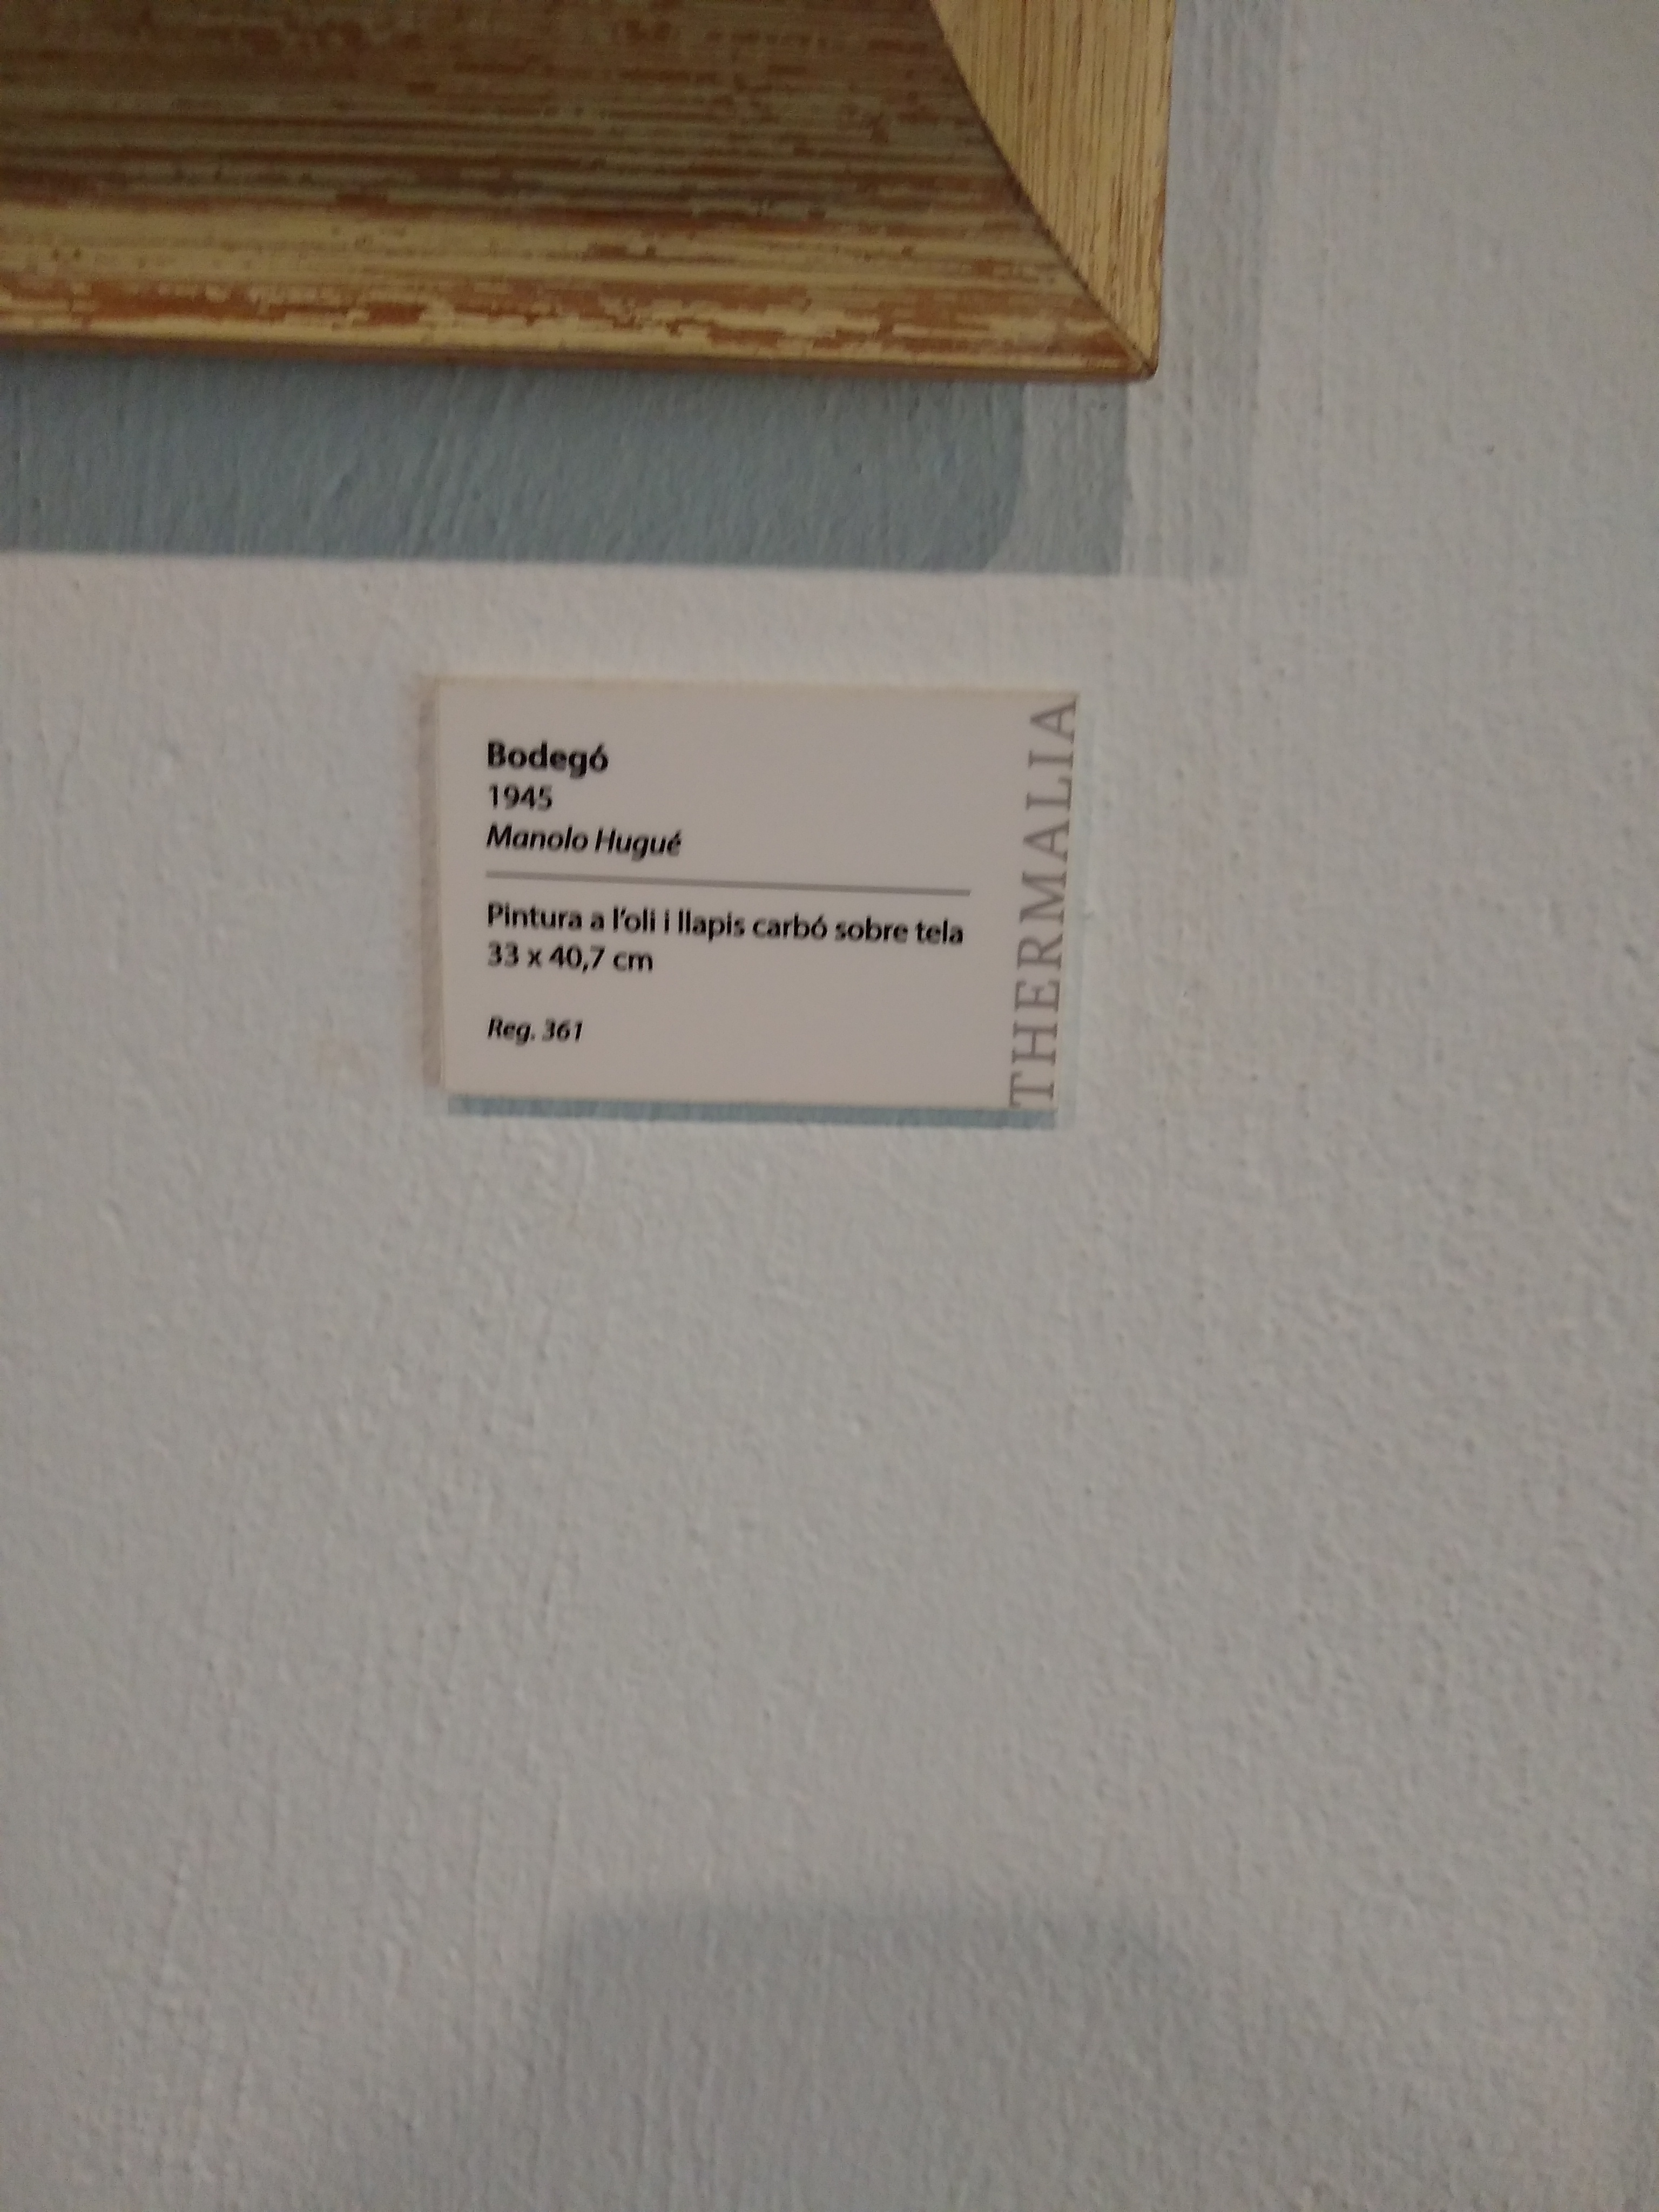 Bodegó
1945
Manolo Hugué
Pintura a l'oli i llapis carbó sobre tela
33 x 40,7 cm
Reg. 361
THERMALIA